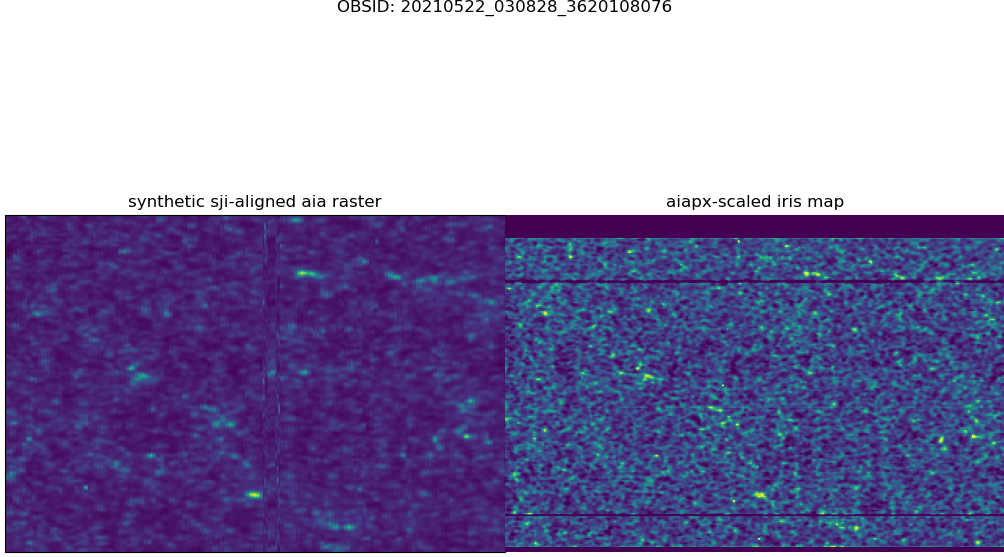 OBSID: 20210522_030828_3620108076
synthetic sji-aligned aia raster
aiapx-scaled iris map